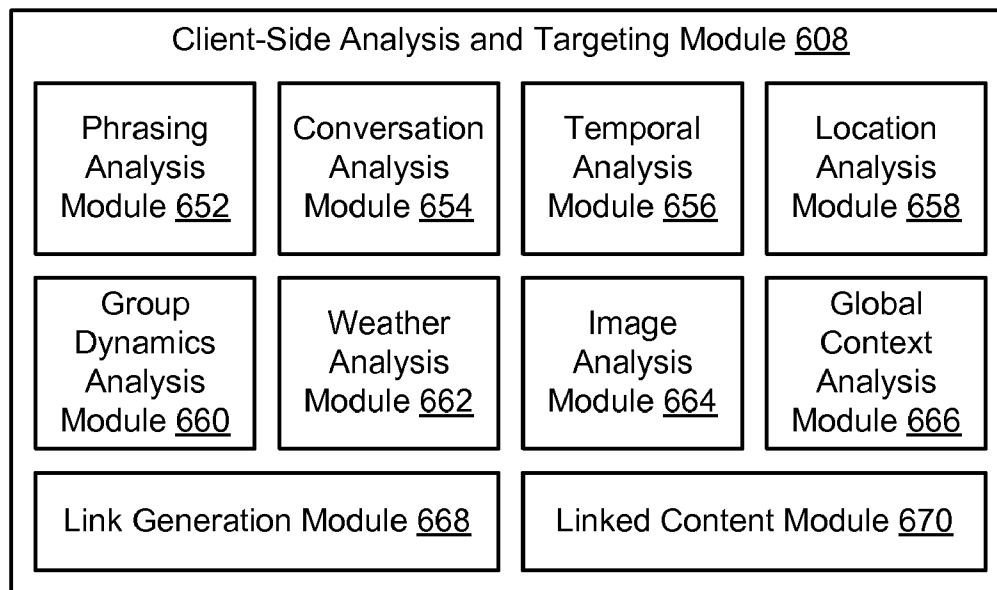 Client-Side Analysis and Targeting Module 608
Phrasing
Analysis
Module 652
Conversation
Analysis
Module 654
Temporal
Analysis
Module 656
Location
Analysis
Module 658
Group
Dynamics
Analysis
Module 660
Weather
Analysis
Module 662
Image
Analysis
Module 664
Global
Context
Analysis
Module 666
Link Generation Module 668
Linked Content Module 670